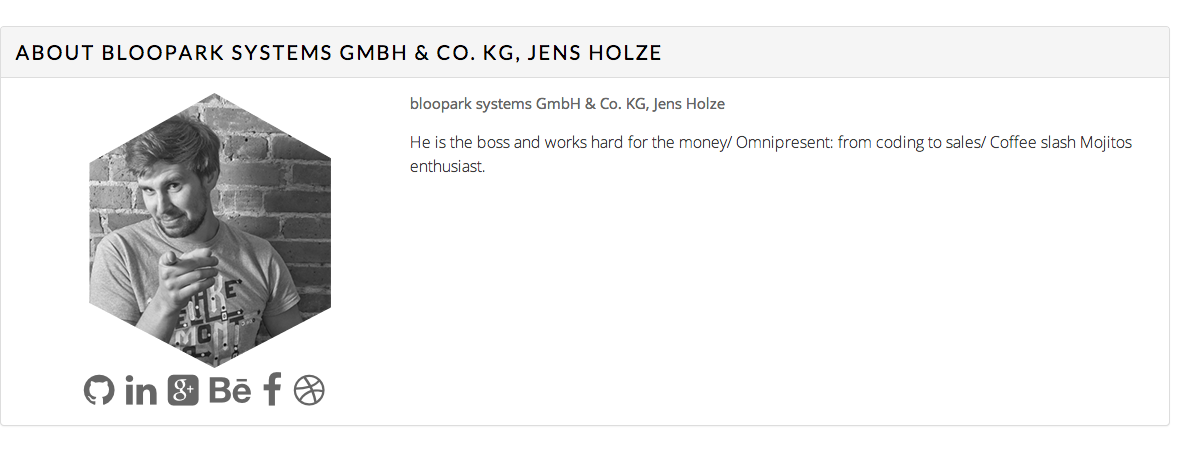 ABOUT BLOOPARK SYSTEMS GMBH & CO. KG, JENS HOLZE
bloopark systems GmbH & Co. KG, Jens Holze
He is the boss and works hard for the money/ Omnipresent: from coding to sales/ Coffee slash Mojitos
enthusiast.
in g+ Bē f